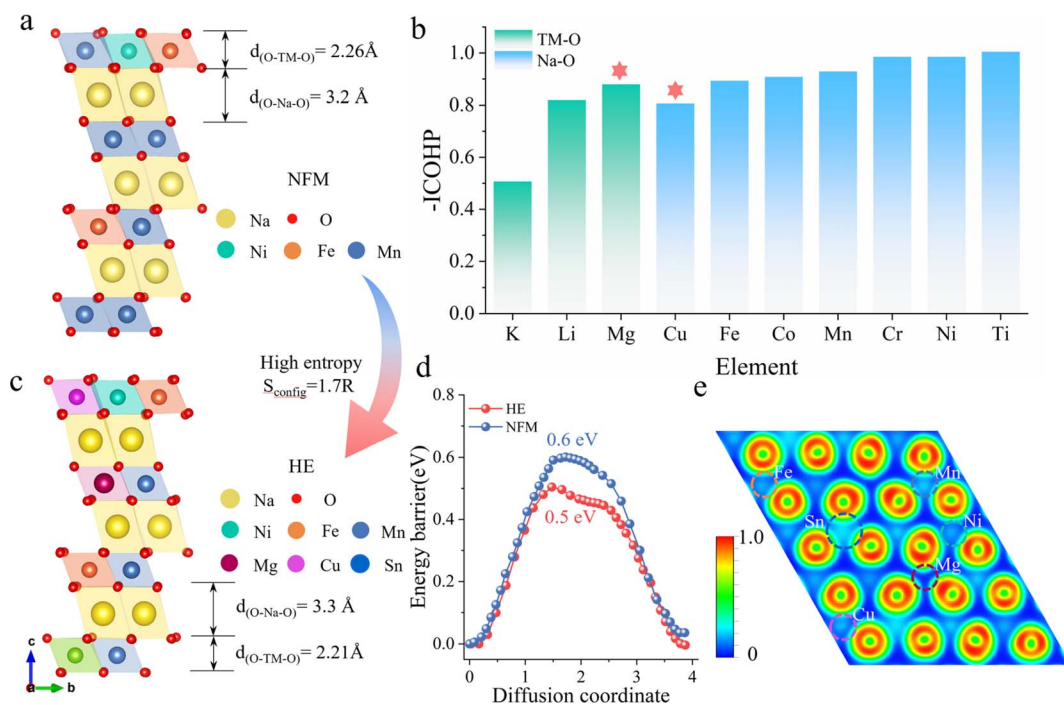 a
d(O-TM-O)= 2.26Å
d(O-Na-O)= 3.2 Å
NFM
Na O
Ni Fe Mn
b
TM-O
Na-O
-ICOHP
1.0
0.8
0.6
0.4
0.2
0.0
K Li Mg Cu Fe Co Mn Cr Ni Ti
Element
High entropy
Sconfig=1.7R
c
HE
Na O
Ni Fe Mn
Mg Cu Sn
d(O-Na-O)= 3.3 Å
d(O-TM-O)= 2.21Å
c
a b
d
HE
NFM
0.6 eV
0.5 eV
Energy barrier(eV)
0.8
0.6
0.4
0.2
0.0
0 1 2 3 4
Diffusion coordinate
e
1.0
0
Fe
Mn
Sn
Ni
Mg
Cu